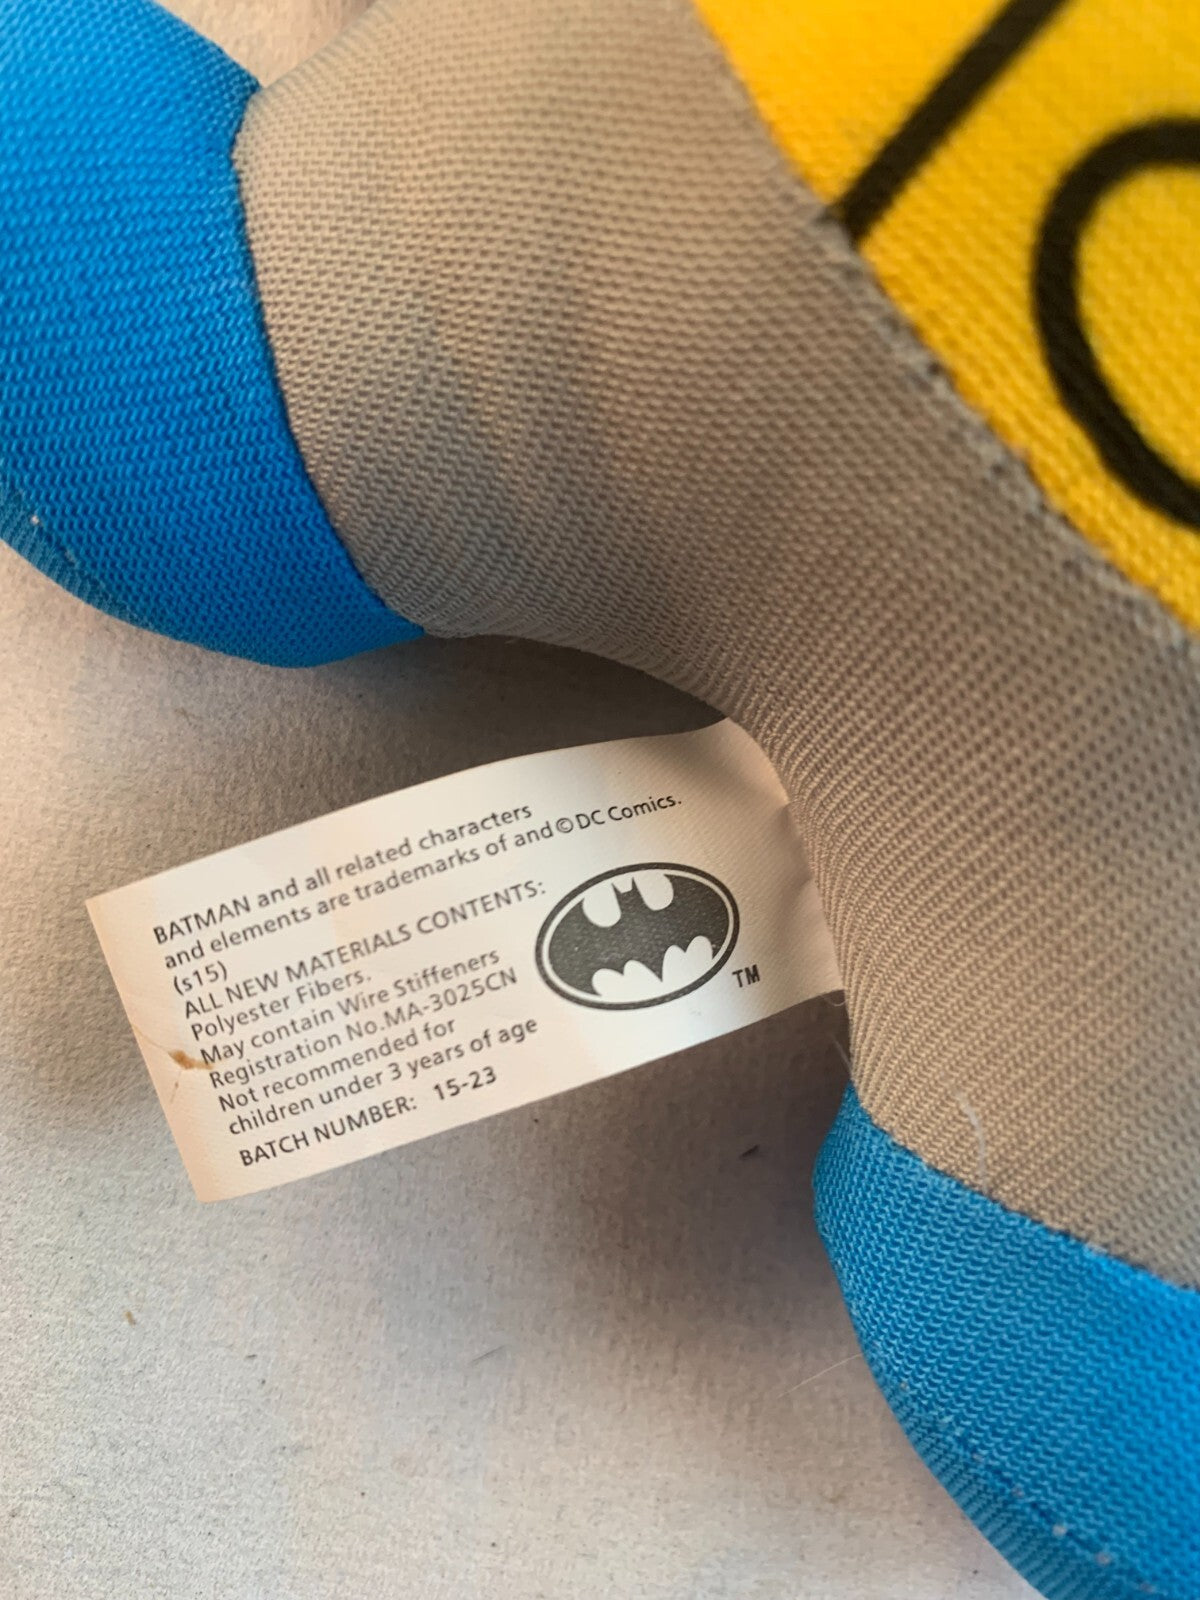 BATMAN and all related characters
and elements are trademarks of and © DC Comics.
(s15)
ALL NEW MATERIALS CONTENTS:
Polyester Fibers.
May contain Wire Stiffeners
Registration No.MA-3025CN
Not recommended for
children under 3 years of age
BATCH NUMBER: 15-23
TM